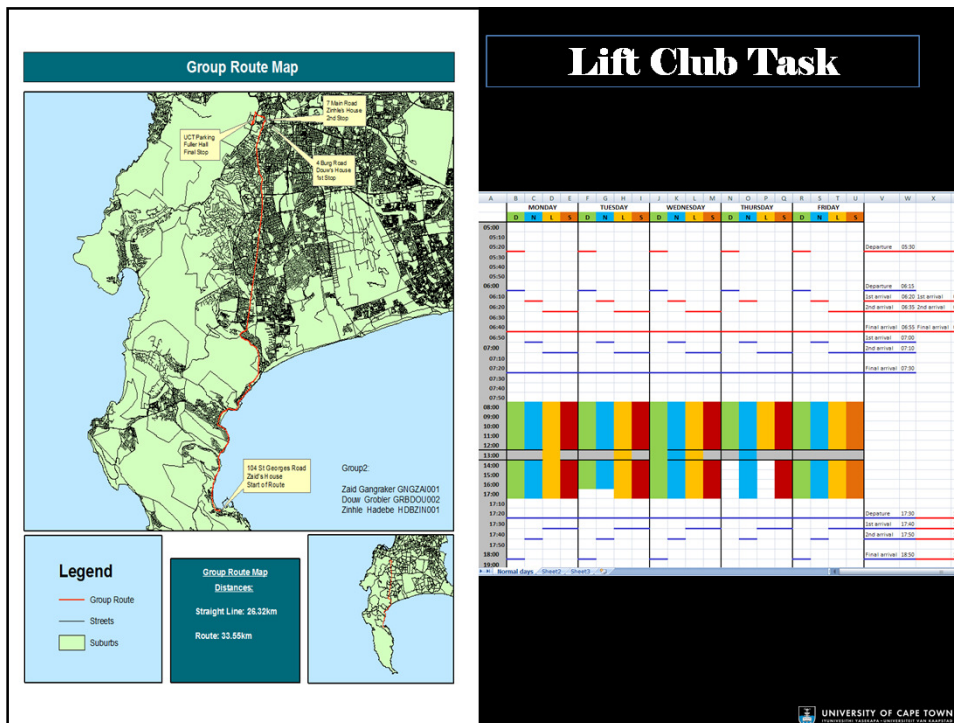 Group Route Map
7 Main Road
Zinhle's House
2nd Stop
UCT Parking
Fuller Hall
Final Stop
4 Burg Road
Douw's House
1st Stop
104 St Georges Road
Zaid's House
Start of Route
Group2:
Zaid Gangraker GNGZAI001
Douw Grobler GRBDOU002
Zinhle Hadebe HDBZIN001
Legend
Group Route
Streets
Suburbs
Group Route Map
Distances:
Straight Line: 26.32km
Route: 33.55km
Lift Club Task
A B C D E F G H I J K L M N O P Q R S T U V W X
MONDAY TUESDAY WEDNESDAY THURSDAY FRIDAY
D N L S D N L S D N L S D N L S D N L S
05:00
05:10
05:20
Departure 05:30
05:30
05:40
05:50
06:00
Departure 06:15
06:10
1st arrival 06:20 1st arrival
06:20
2nd arrival 06:35 2nd arrival
06:30
06:40
Final arrival 06:55 Final arrival
06:50
1st arrival 07:00
07:00
2nd arrival 07:10
07:10
07:20
Final arrival 07:30
07:30
07:40
07:50
08:00
09:00
10:00
11:00
12:00
13:00
14:00
15:00
16:00
17:00
17:10
17:20
Departure 17:30
17:30
1st arrival 17:40
17:40
2nd arrival 17:50
17:50
18:00
Final arrival 18:50
19:00
Normal days Sheet2 Sheet3
UNIVERSITY OF CAPE TOWN
IYUNIVESITHI YASEKAPA • UNIVERSITEIT VAN KAAPSTAD